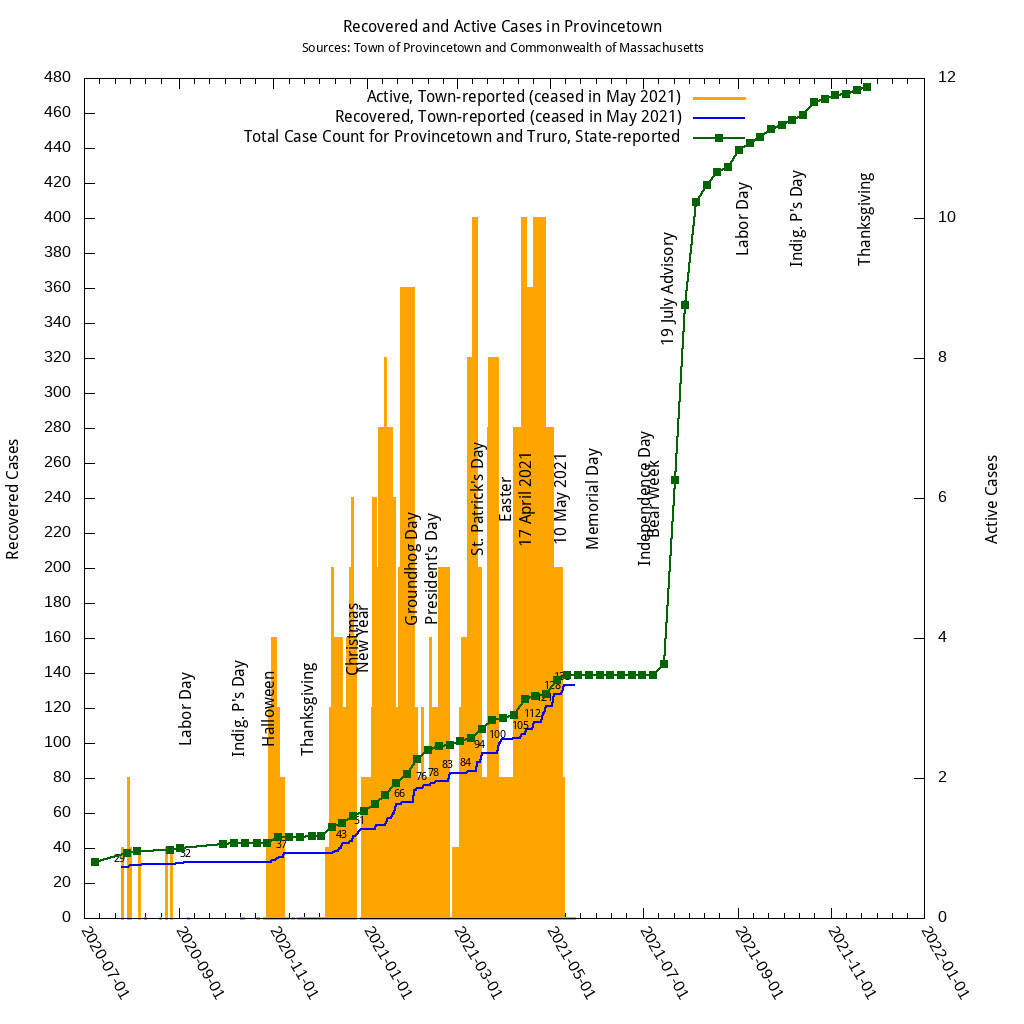 Recovered and Active Cases in Provincetown
Sources: Town of Provincetown and Commonwealth of Massachusetts
Active, Town-reported (ceased in May 2021)
Recovered, Town-reported (ceased in May 2021)
Total Case Count for Provincetown and Truro, State-reported
Recovered Cases
480
460
440
420
400
380
360
340
320
300
280
260
240
220
200
180
160
140
120
100
80
60
40
20
0
Active Cases
12
10
8
6
4
2
0
Labor Day
Indig. P's Day
Halloween
Thanksgiving
Christmas
New Year
Groundhog Day
President's Day
St. Patrick's Day
Easter
17 April 2021
10 May 2021
Memorial Day
Independence Day
Bear Week
19 July Advisory
Labor Day
Indig. P's Day
Thanksgiving
29
32
37
43
51
66
76
78
83
84
94
100
105
112
128
2020-07-01
2020-09-01
2020-11-01
2021-01-01
2021-03-01
2021-05-01
2021-07-01
2021-09-01
2021-11-01
2022-01-01